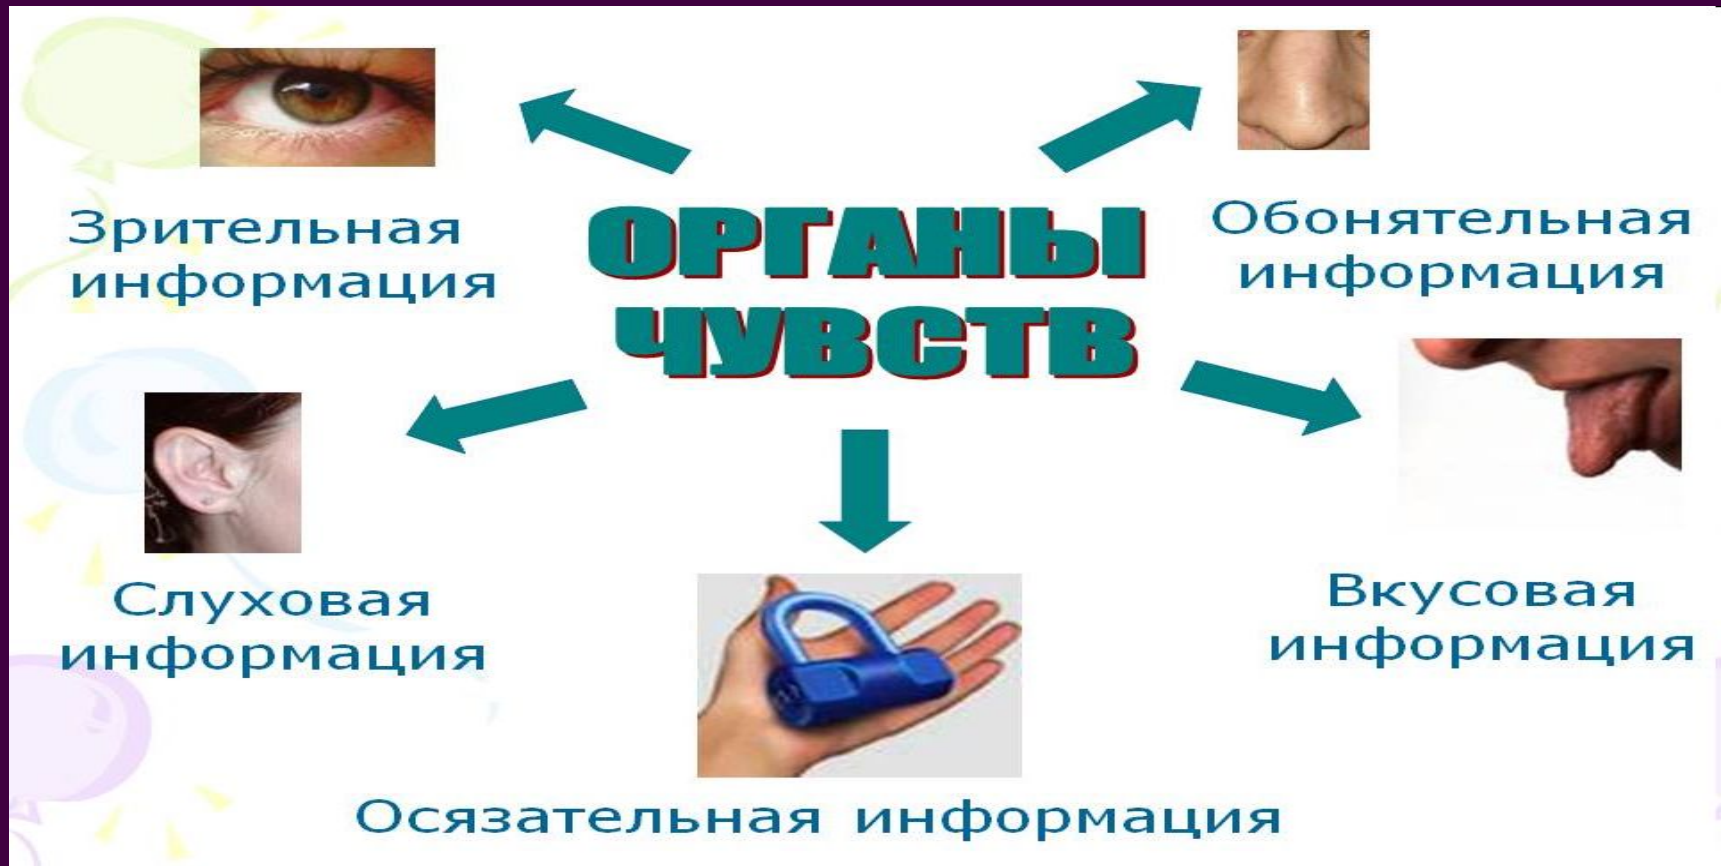 ОРГАНЫ
ЧУВСТВ
Зрительная
информация
Обонятельная
информация
Слуховая
информация
Вкусовая
информация
Осязательная информация